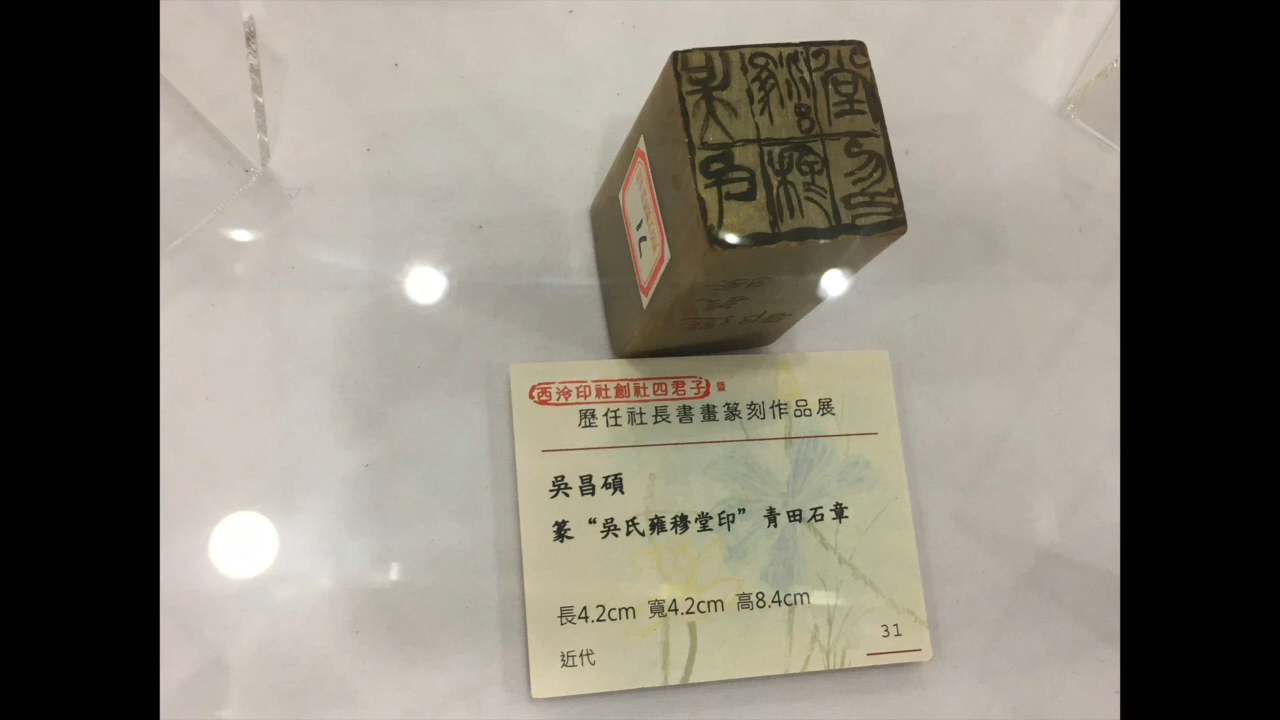 西泠印社創社四君子暨
歷任社長書畫篆刻作品展
吳昌碩
篆“吳氏雍穆堂印”青田石章
長4.2cm 寬4.2cm 高8.4cm
近代
31